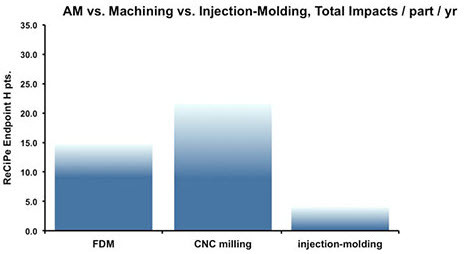 AM vs. Machining vs. Injection-Molding, Total Impacts / part / yr
35.0
30.0
25.0
20.0
15.0
10.0
5.0
0.0
ReCiPe Endpoint H pts.
FDM CNC milling injection-molding